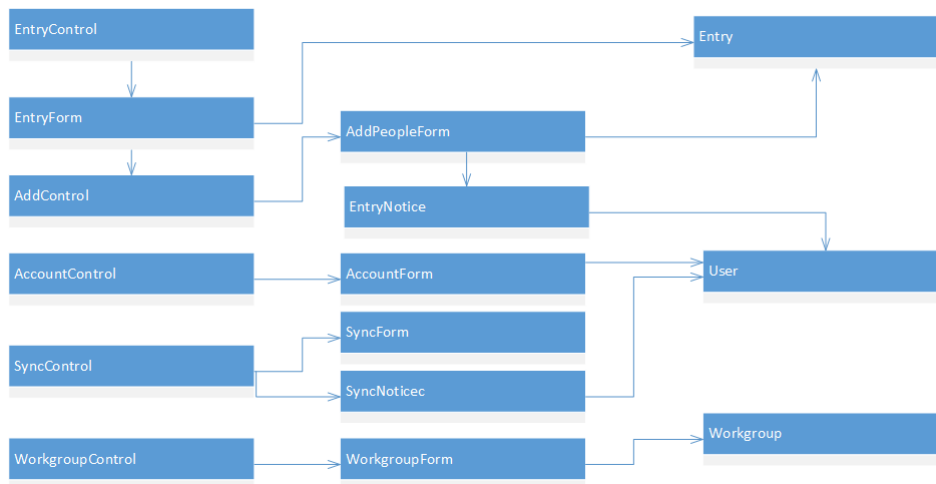 EntryControl
Entry
EntryForm
AddPeopleForm
AddControl
EntryNotice
AccountControl
AccountForm
User
SyncForm
SyncControl
SyncNoticec
Workgroup
WorkgroupControl
WorkgroupForm